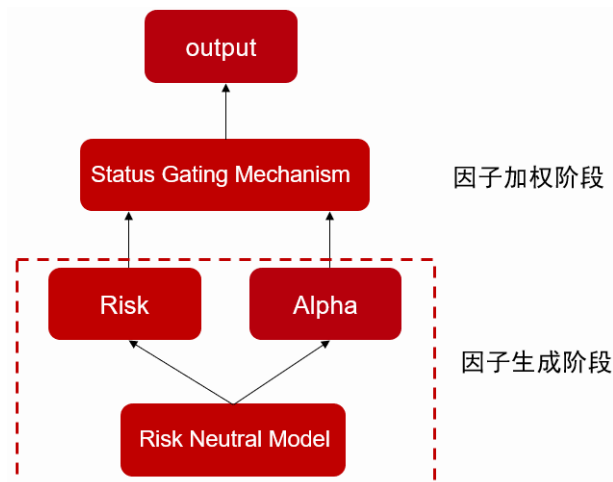 output
Status Gating Mechanism
因子加权阶段
Risk
Alpha
因子生成阶段
Risk Neutral Model